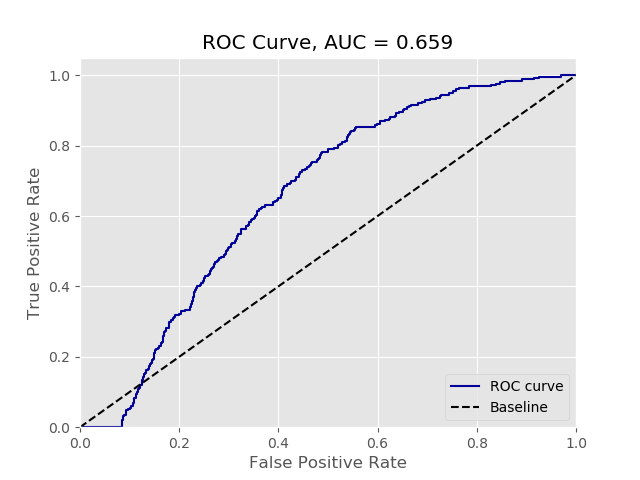 ROC Curve, AUC = 0.659
True Positive Rate
1.0
0.8
0.6
0.4
0.2
0.0
0.0 0.2 0.4 0.6 0.8 1.0
False Positive Rate
ROC curve
Baseline